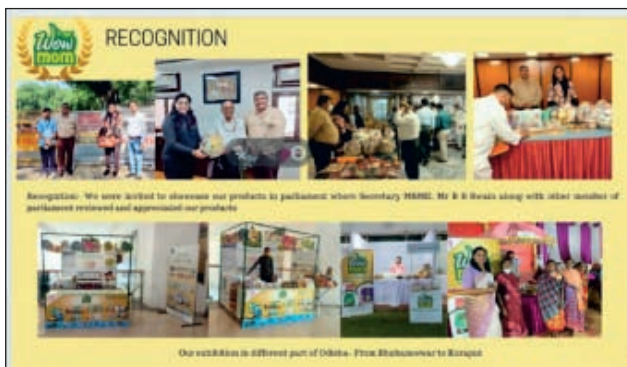 Wow
mom
RECOGNITION
Recognition- We were invited to showcase our products in parliament where Secretary MSME, Mr B B Swain along with other member of
parliament reviewed and appreciated our products
Our exhibition in different part of Odisha- From Bhubaneswar to Koraput